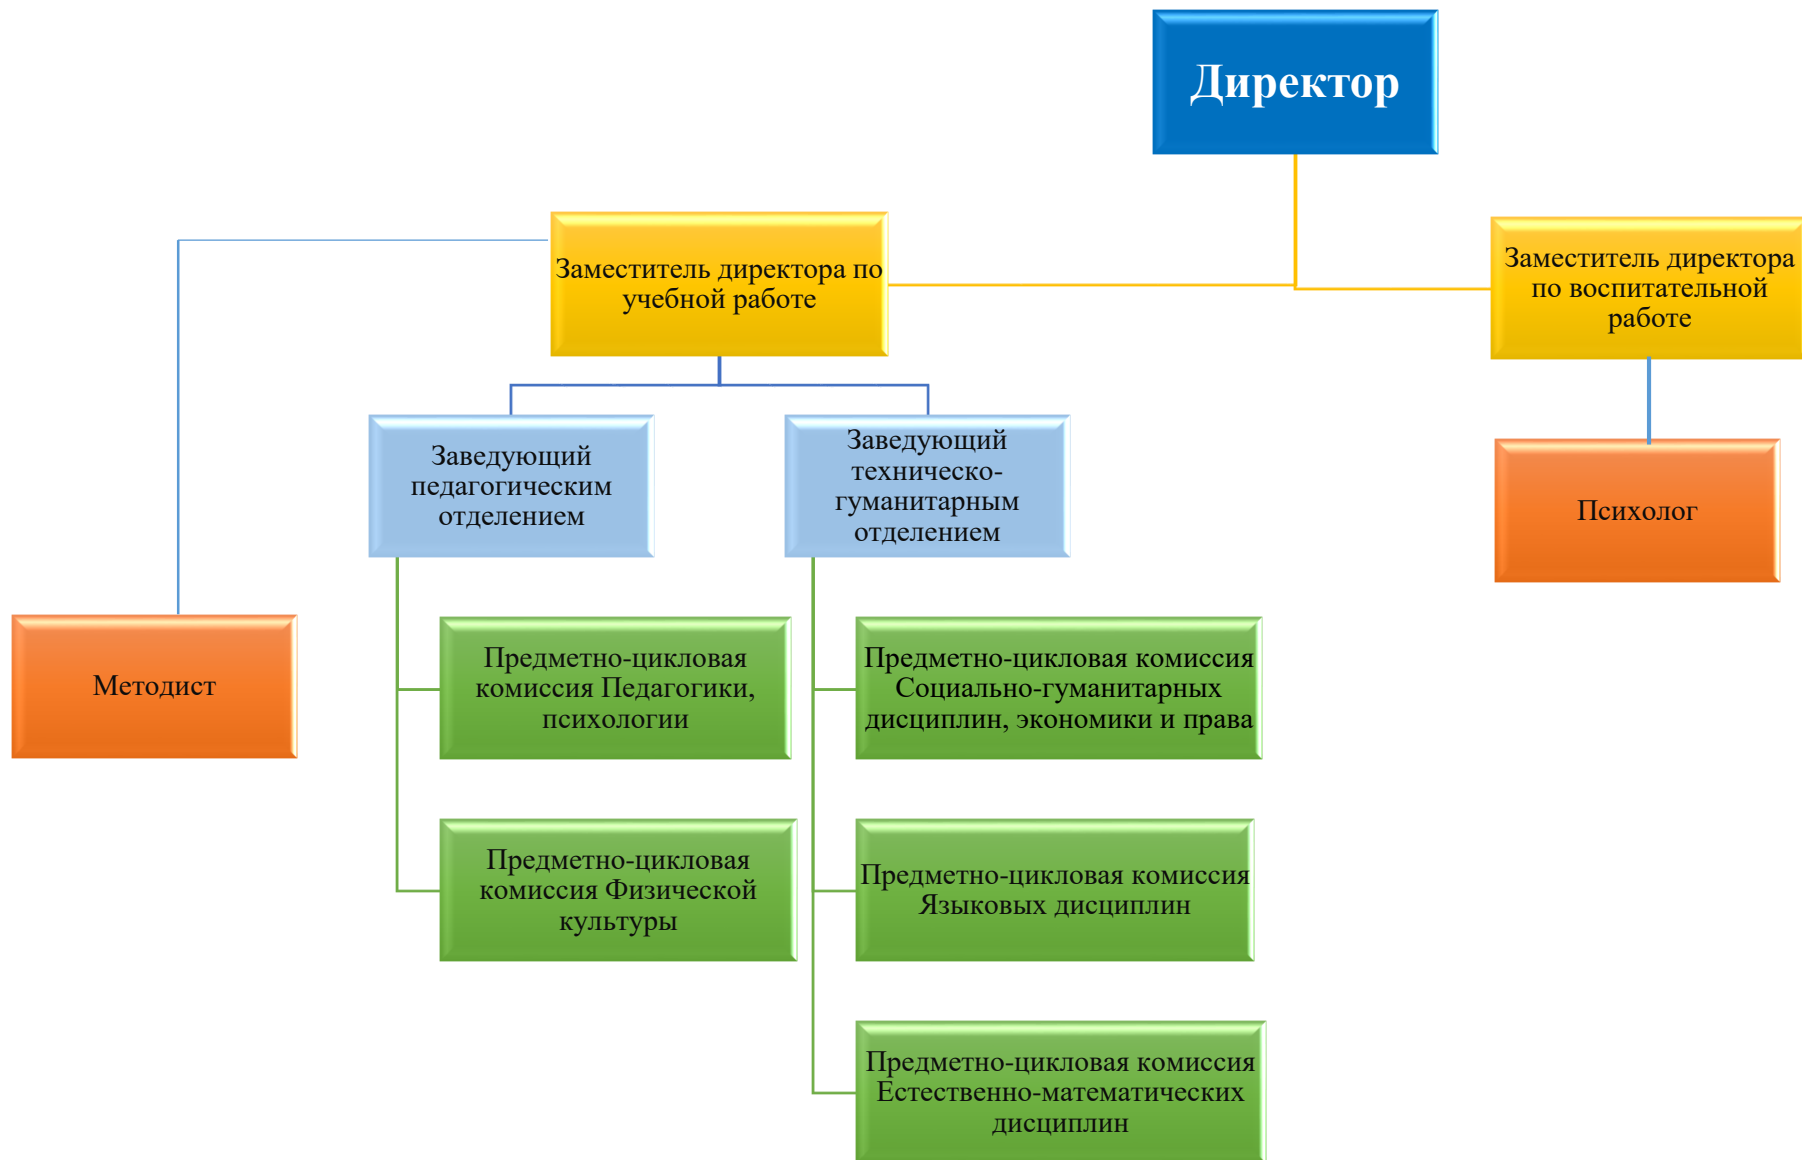 Директор
Заместитель директора по
учебной работе
Заместитель директора
по воспитательной
работе
Заведующий
педагогическим
отделением
Заведующий
техническо-
гуманитарным
отделением
Психолог
Методист
Предметно-цикловая
комиссия Педагогики,
психологии
Предметно-цикловая комиссия
Социально-гуманитарных
дисциплин, экономики и права
Предметно-цикловая
комиссия Физической
культуры
Предметно-цикловая комиссия
Языковых дисциплин
Предметно-цикловая комиссия
Естественно-математических
дисциплин